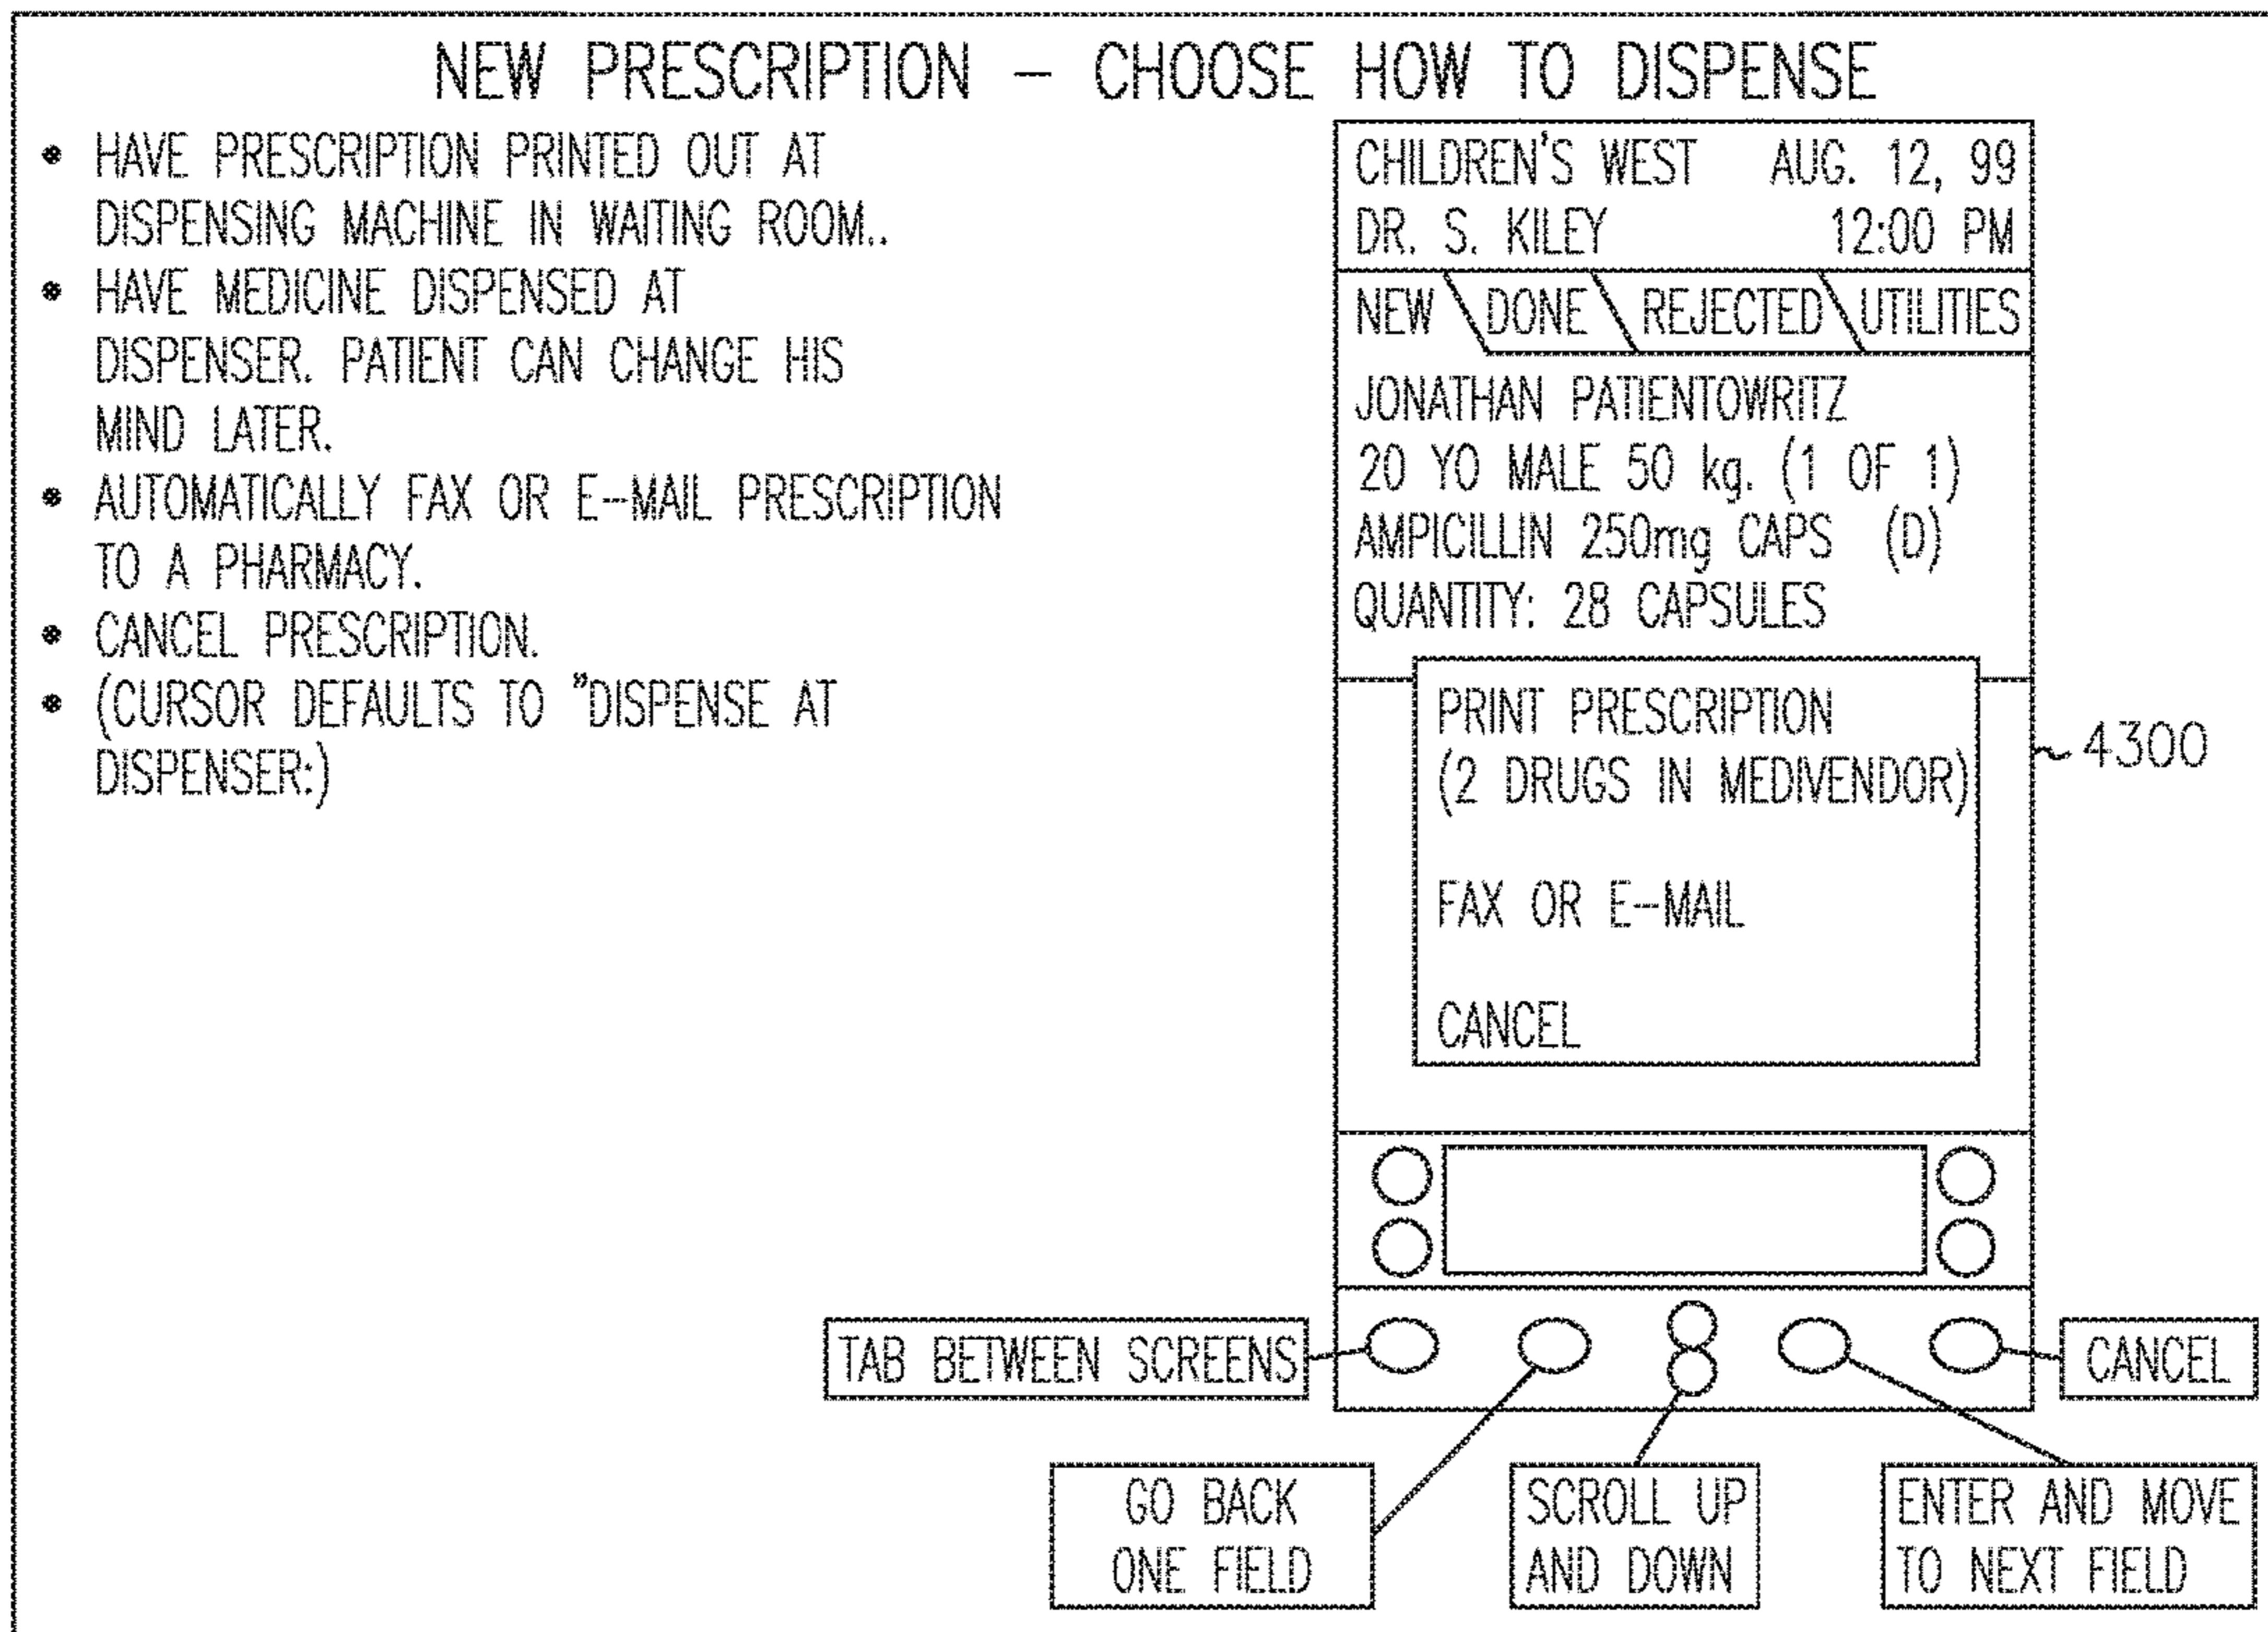 NEW PRESCRIPTION – CHOOSE HOW TO DISPENSE
• HAVE PRESCRIPTION PRINTED OUT AT
DISPENSING MACHINE IN WAITING ROOM..
• HAVE MEDICINE DISPENSED AT
DISPENSER. PATIENT CAN CHANGE HIS
MIND LATER.
• AUTOMATICALLY FAX OR E-MAIL PRESCRIPTION
TO A PHARMACY.
• CANCEL PRESCRIPTION.
• (CURSOR DEFAULTS TO "DISPENSE AT
DISPENSER:)
CHILDREN'S WEST AUG. 12, 99
DR. S. KILEY 12:00 PM
NEW DONE REJECTED UTILITIES
JONATHAN PATIENTOWRITZ
20 YO MALE 50 kg. (1 OF 1)
AMPICILLIN 250mg CAPS (D)
QUANTITY: 28 CAPSULES
PRINT PRESCRIPTION
(2 DRUGS IN MEDIVENDOR)
FAX OR E-MAIL
CANCEL
4300
TAB BETWEEN SCREENS
CANCEL
GO BACK
ONE FIELD
SCROLL UP
AND DOWN
ENTER AND MOVE
TO NEXT FIELD